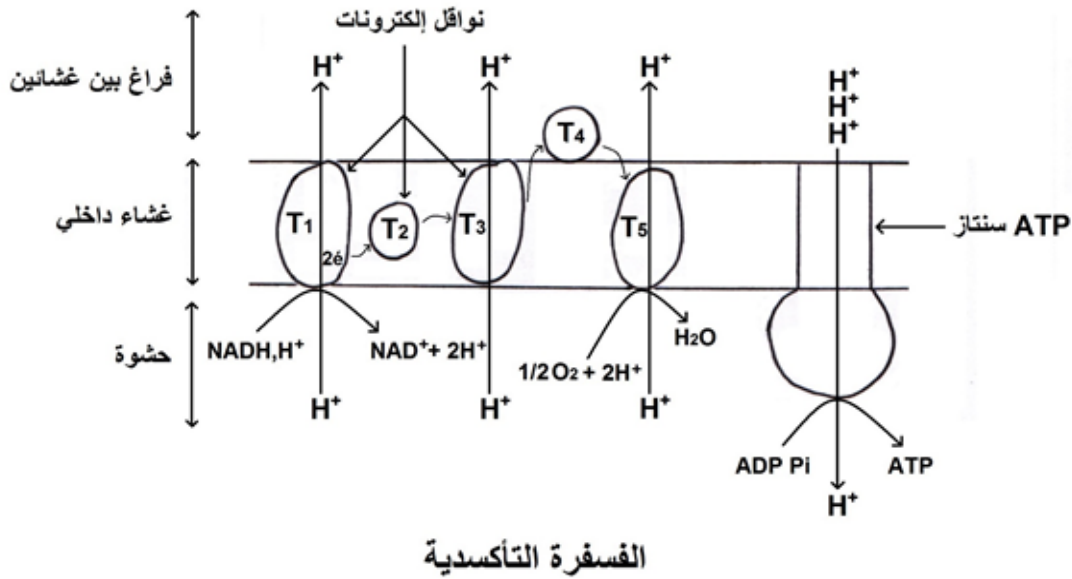 نواقل إلكترونات
فراغ بين غشائين
H⁺
H⁺
H⁺
H⁺
H⁺
H⁺
T₄
غشاء داخلي
T₁
2é
T₂
T₃
T₅
ATP سنتاز
حشوة
NADH,H⁺
NAD⁺+ 2H⁺
1/2O₂ + 2H⁺
H₂O
H⁺
H⁺
H⁺
ADP Pi
ATP
H⁺
الفسفرة التأكسدية